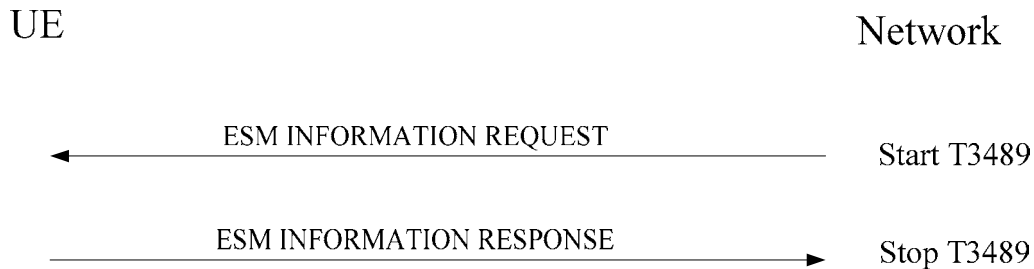 UE
Network
ESM INFORMATION REQUEST
Start T3489
ESM INFORMATION RESPONSE
Stop T3489